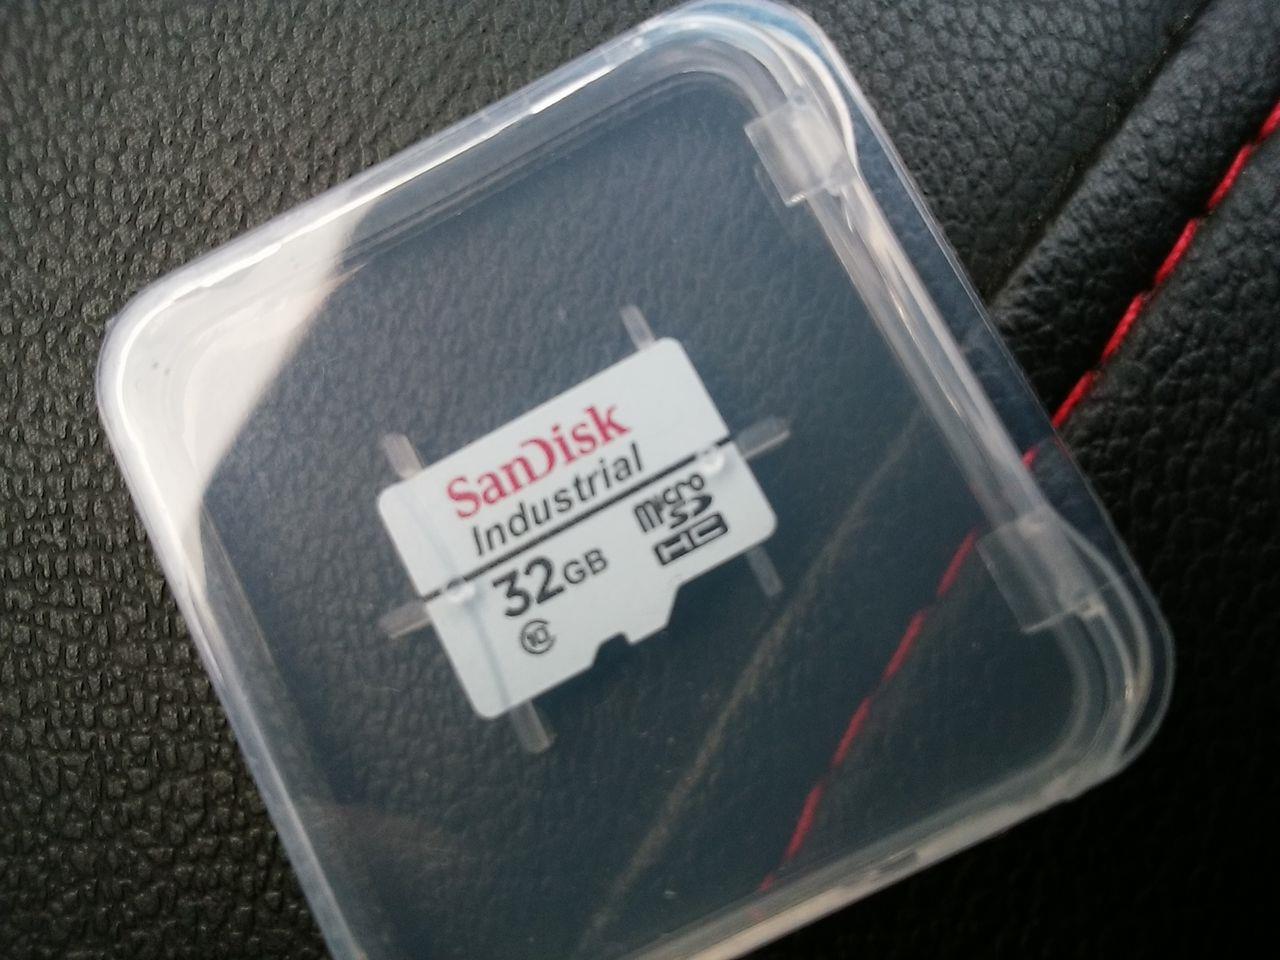 SanDisk
Industrial
32GB
micro
SD
HC
10